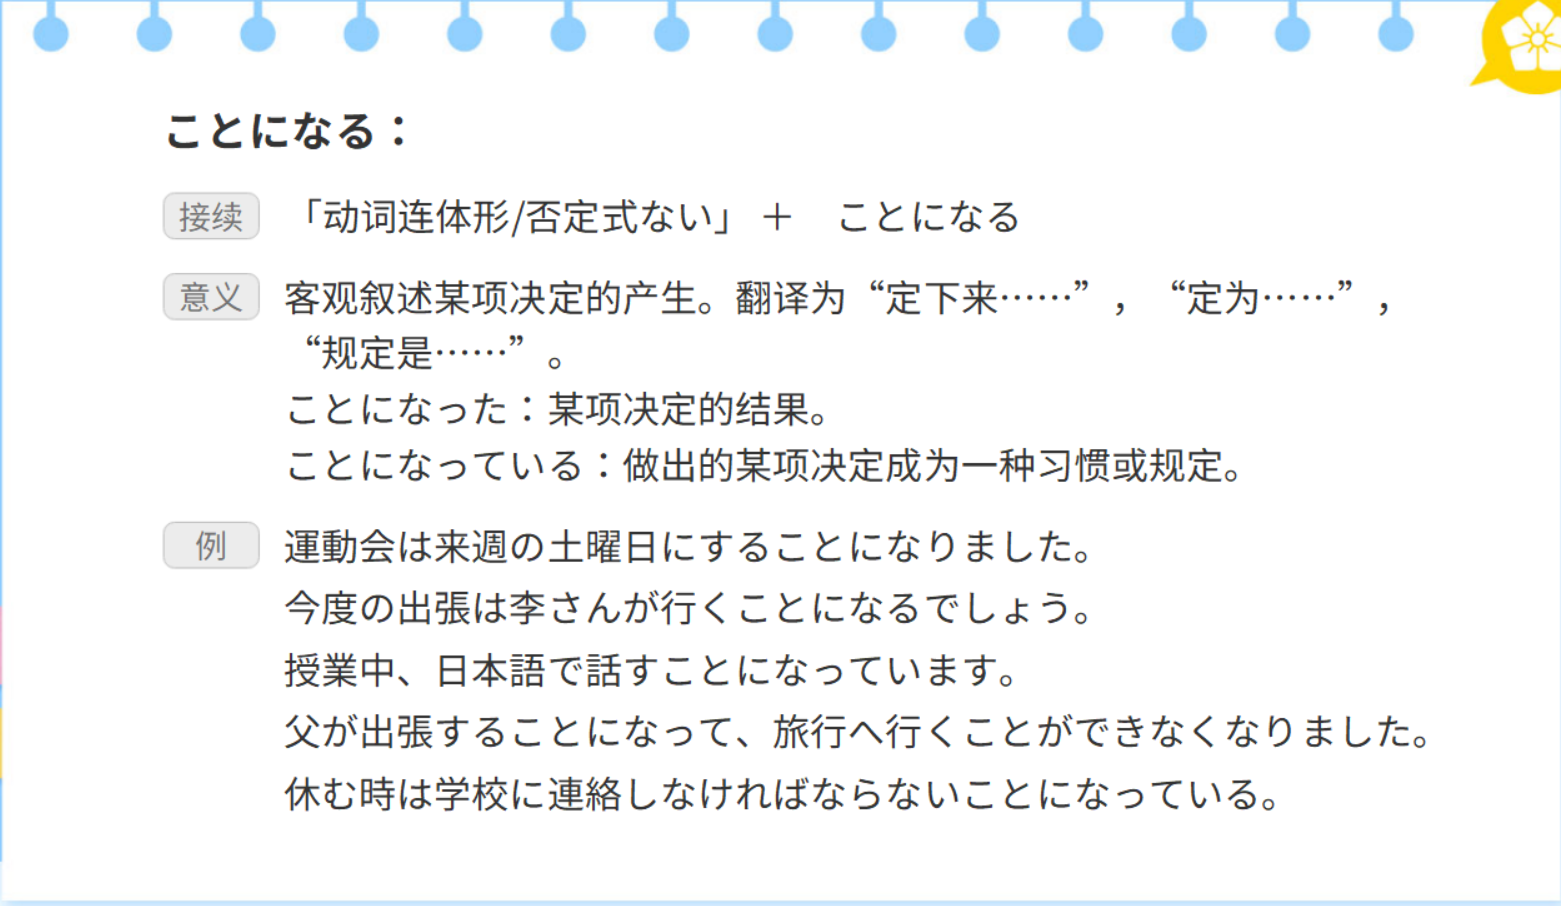 ことになる：
接续 「动词连体形/否定式ない」 ＋　ことになる
意义 客观叙述某项决定的产生。翻译为“定下来……”，“定为……”，
“规定是……”。
ことになった：某项决定的结果。
ことになっている：做出的某项决定成为一种习惯或规定。
例 運動会は来週の土曜日にすることになりました。
今度の出張は李さんが行くことになるでしょう。
授業中、日本語で話すことになっています。
父が出張することになって、旅行へ行くことができなくなりました。
休む時は学校に連絡しなければならないことになっている。